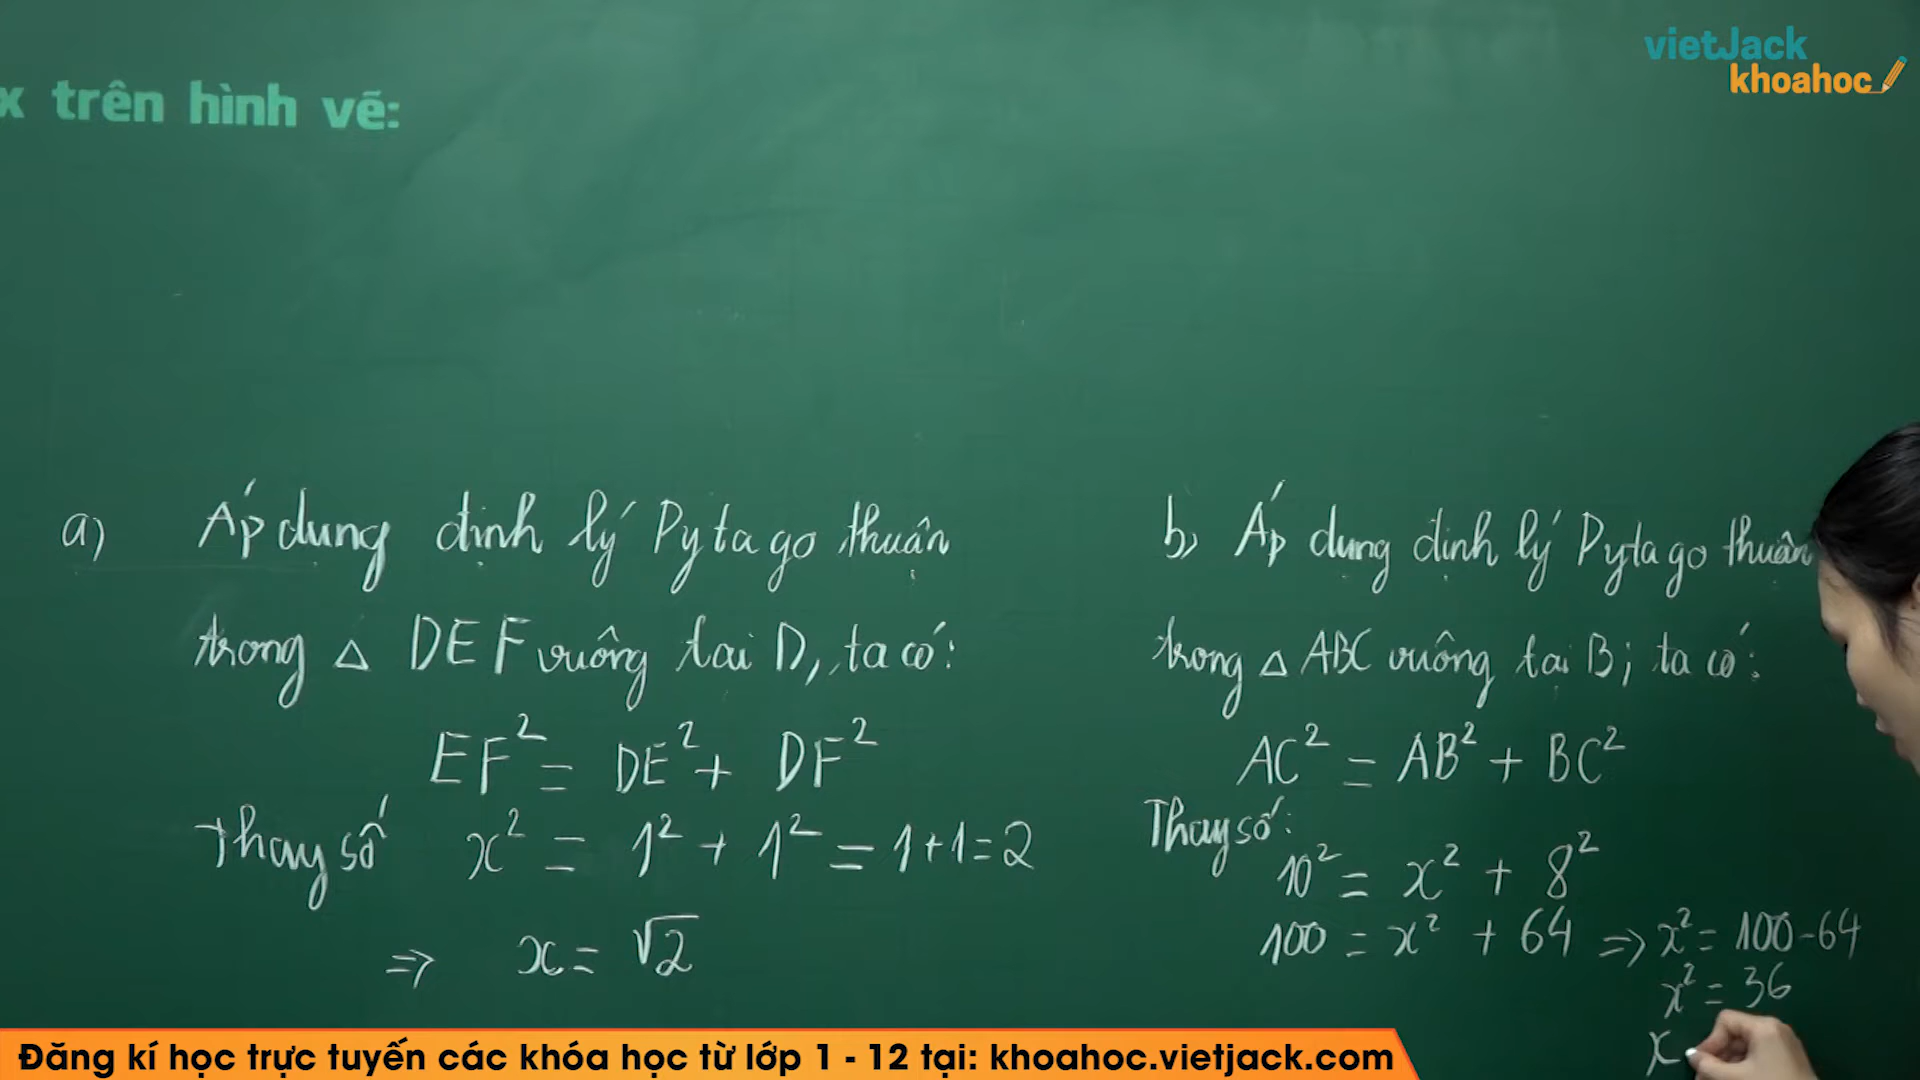 vietJack
khoahoc
x trên hình vẽ:
a) Áp dụng định lý Pytago thuận
trong △ DEF vuông tại D, ta có:
EF² = DE² + DF²
Thay số x² = 1² + 1² = 1+1=2
=> x = √2
b) Áp dụng định lý Pytago thuận
trong △ ABC vuông tại B; ta có:
AC² = AB² + BC²
Thay số:
10² = x² + 8²
100 = x² + 64 => x² = 100-64
x² = 36
x
Đăng kí học trực tuyến các khóa học từ lớp 1 - 12 tại: khoahoc.vietjack.com